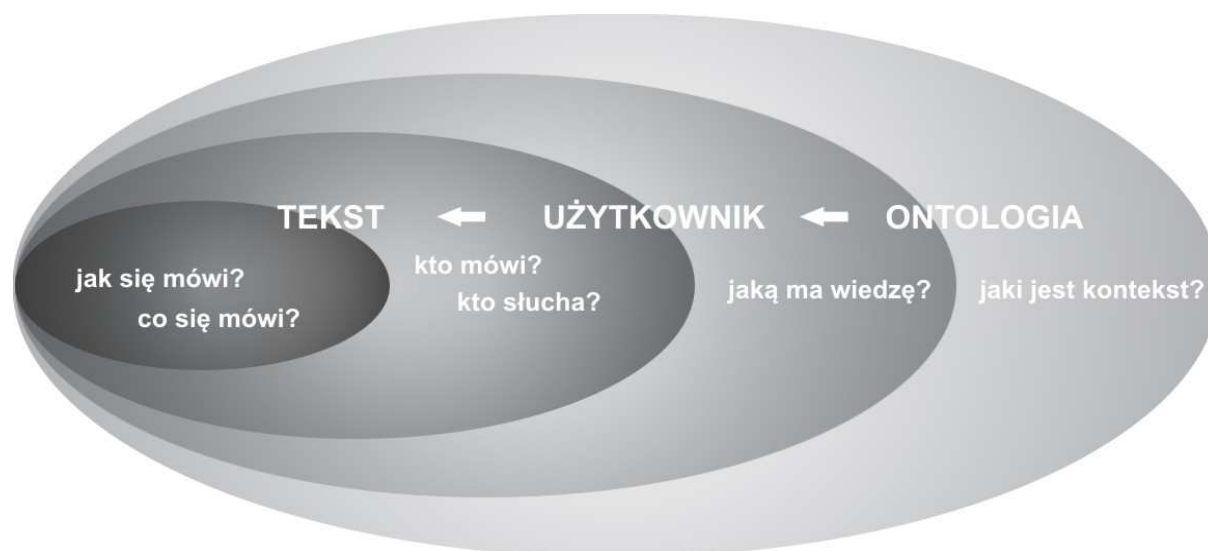 TEKST ← UŻYTKOWNIK ← ONTOLOGIA
jak się mówi?
co się mówi?
kto mówi?
kto słucha?
jaką ma wiedzę?
jaki jest kontekst?